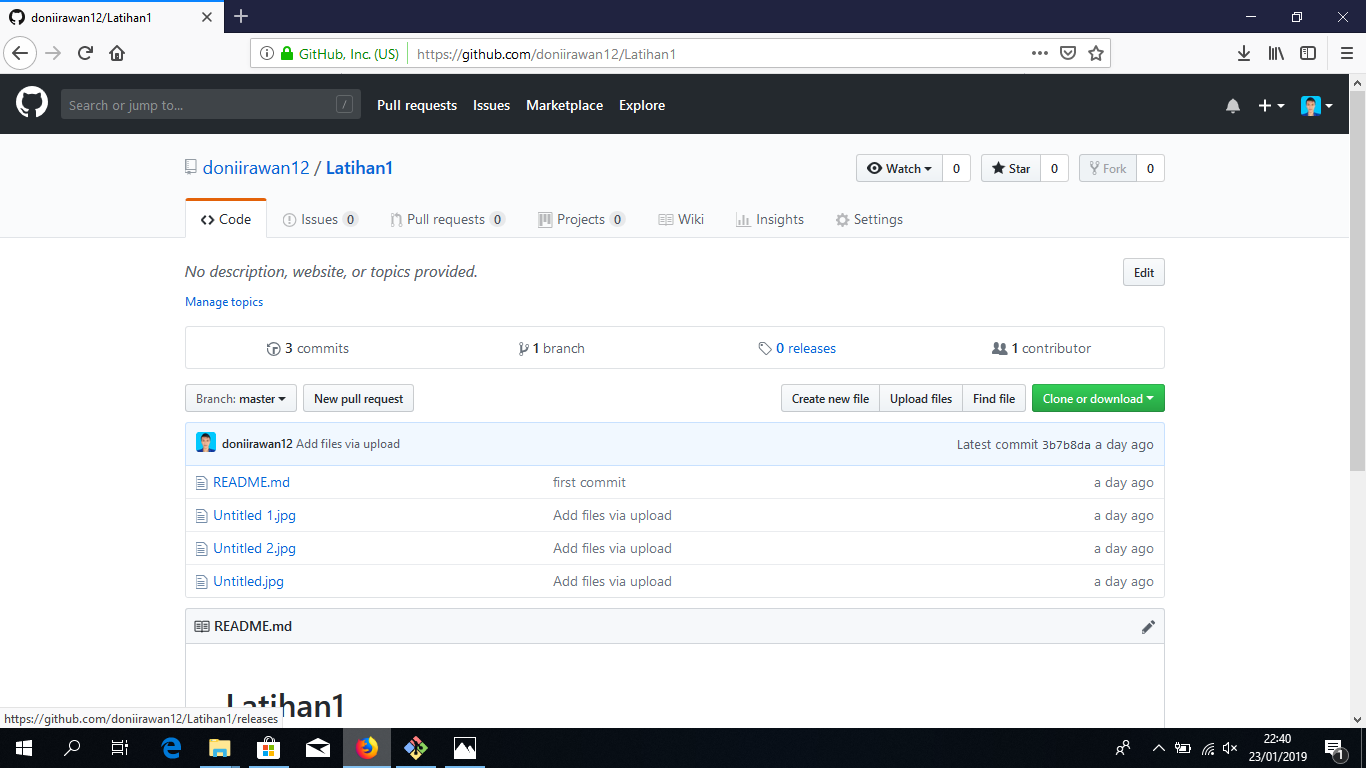 doniirawan12/Latihan1
GitHub, Inc. (US) https://github.com/doniirawan12/Latihan1
Search or jump to... / Pull requests Issues Marketplace Explore
doniirawan12 / Latihan1 Watch 0 Star 0 Fork 0
Code Issues 0 Pull requests 0 Projects 0 Wiki Insights Settings
No description, website, or topics provided. Edit
Manage topics
3 commits 1 branch 0 releases 1 contributor
Branch: master New pull request Create new file Upload files Find file Clone or download
doniirawan12 Add files via upload Latest commit 3b7b8da a day ago
README.md first commit a day ago
Untitled 1.jpg Add files via upload a day ago
Untitled 2.jpg Add files via upload a day ago
Untitled.jpg Add files via upload a day ago
README.md
Latihan1
https://github.com/doniirawan12/Latihan1/releases
22:40
23/01/2019
1